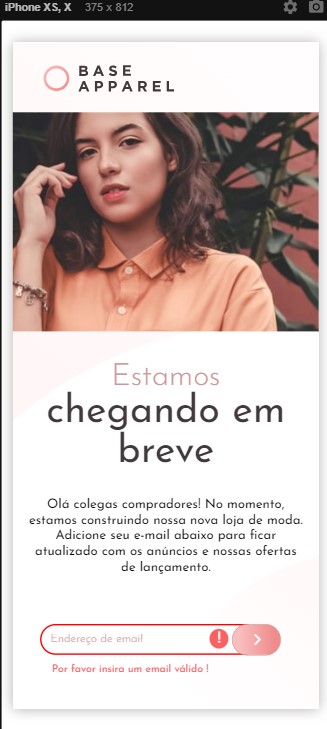 iPhone XS, X 375 x 812
BASE
APPAREL
Estamos
chegando em
breve
Olá colegas compradores! No momento,
estamos construindo nossa nova loja de moda.
Adicione seu e-mail abaixo para ficar
atualizado com os anúncios e nossas ofertas
de lançamento.
Endereço de email
!
Por favor insira um email válido !